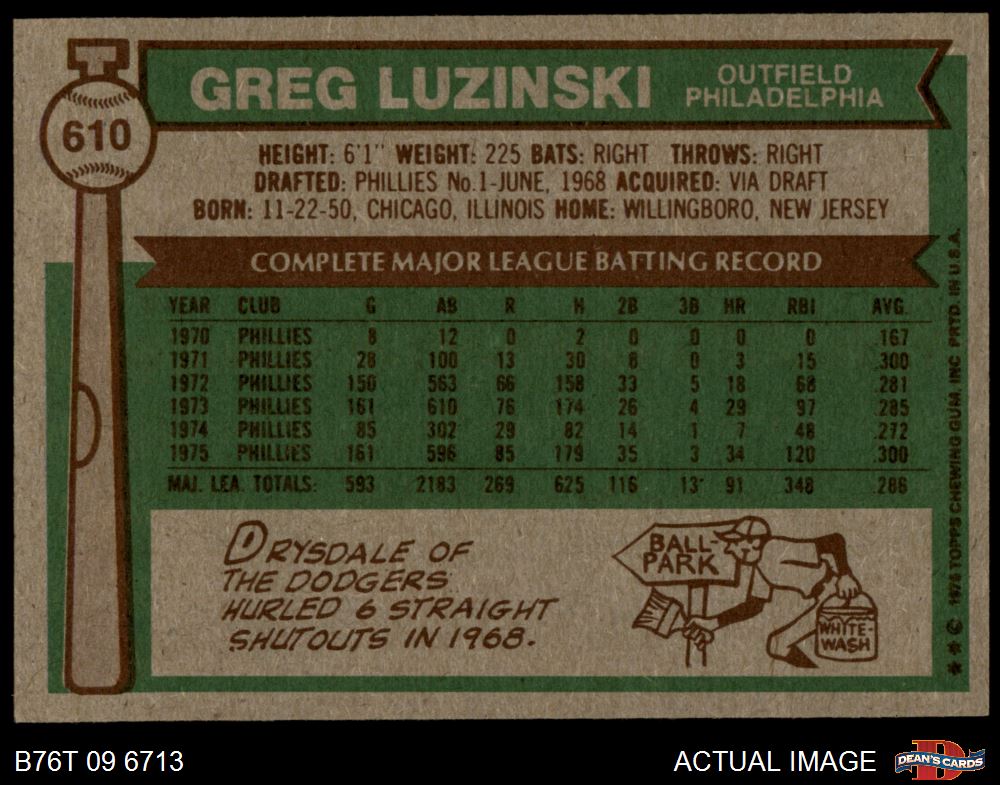 610
GREG LUZINSKI
OUTFIELD
PHILADELPHIA
HEIGHT: 6'1" WEIGHT: 225 BATS: RIGHT THROWS: RIGHT
DRAFTED: PHILLIES No.1-JUNE, 1968 ACQUIRED: VIA DRAFT
BORN: 11-22-50, CHICAGO, ILLINOIS HOME: WILLINGBORO, NEW JERSEY
COMPLETE MAJOR LEAGUE BATTING RECORD
YEAR CLUB G AB R H 2B 3B HR RBI AVG.
1970 PHILLIES 8 12 0 2 0 0 0 0 .167
1971 PHILLIES 28 100 13 30 8 0 3 15 .300
1972 PHILLIES 150 563 66 158 33 5 18 68 .281
1973 PHILLIES 161 610 76 174 26 4 29 97 .285
1974 PHILLIES 85 302 29 82 14 1 7 48 .272
1975 PHILLIES 161 596 85 179 35 3 34 120 .300
MAJ. LEA. TOTALS: 593 2183 269 625 116 13 91 348 .286
DRYSDALE OF
THE DODGERS
HURLED 6 STRAIGHT
SHUTOUTS IN 1968.
BALL-
PARK
WHITE-
WASH
* * © 1976 TOPPS CHEWING GUM, INC. PRTD. IN U.S.A.
B76T 09 6713
ACTUAL IMAGE
D
DEAN'S CARDS